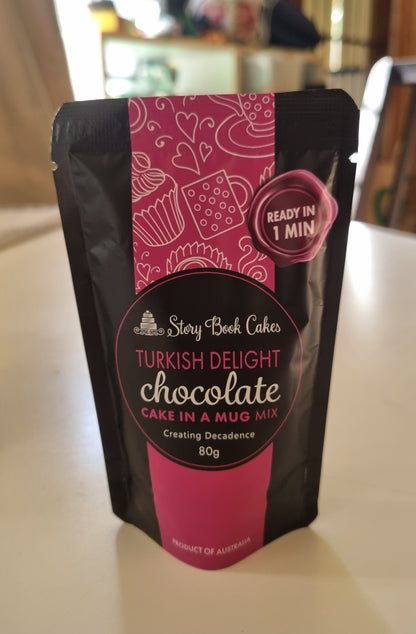 READY IN
1 MIN
Story Book Cakes
TURKISH DELIGHT
chocolate
CAKE IN A MUG MIX
Creating Decadence
80g
PRODUCT OF AUSTRALIA